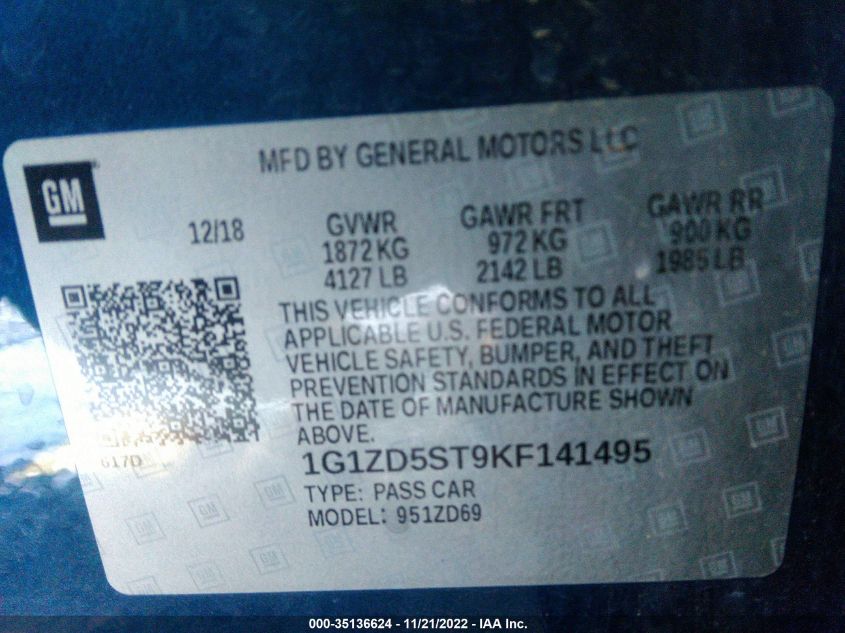 MFD BY GENERAL MOTORS LLC
GM
12/18
GVWR GAWR FRT GAWR RR
1872 KG 972 KG 900 KG
4127 LB 2142 LB 1985 LB
THIS VEHICLE CONFORMS TO ALL
APPLICABLE U.S. FEDERAL MOTOR
VEHICLE SAFETY, BUMPER, AND THEFT
PREVENTION STANDARDS IN EFFECT ON
THE DATE OF MANUFACTURE SHOWN
ABOVE.
617D
1G1ZD5ST9KF141495
TYPE: PASS CAR
MODEL: 951ZD69
000-35136624 - 11/21/2022 - IAA Inc.